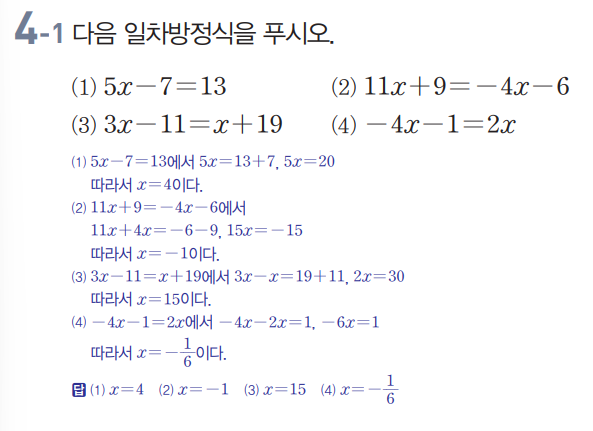 4-1 다음 일차방정식을 푸시오.
(1) 5x-7=13 (2) 11x+9=-4x-6
(3) 3x-11=x+19 (4) -4x-1=2x
(1) 5x-7=13에서 5x=13+7, 5x=20
따라서 x=4이다.
(2) 11x+9=-4x-6에서
11x+4x=-6-9, 15x=-15
따라서 x=-1이다.
(3) 3x-11=x+19에서 3x-x=19+11, 2x=30
따라서 x=15이다.
(4) -4x-1=2x에서 -4x-2x=1, -6x=1
따라서 x=-1/6이다.
답 (1) x=4 (2) x=-1 (3) x=15 (4) x=-1/6